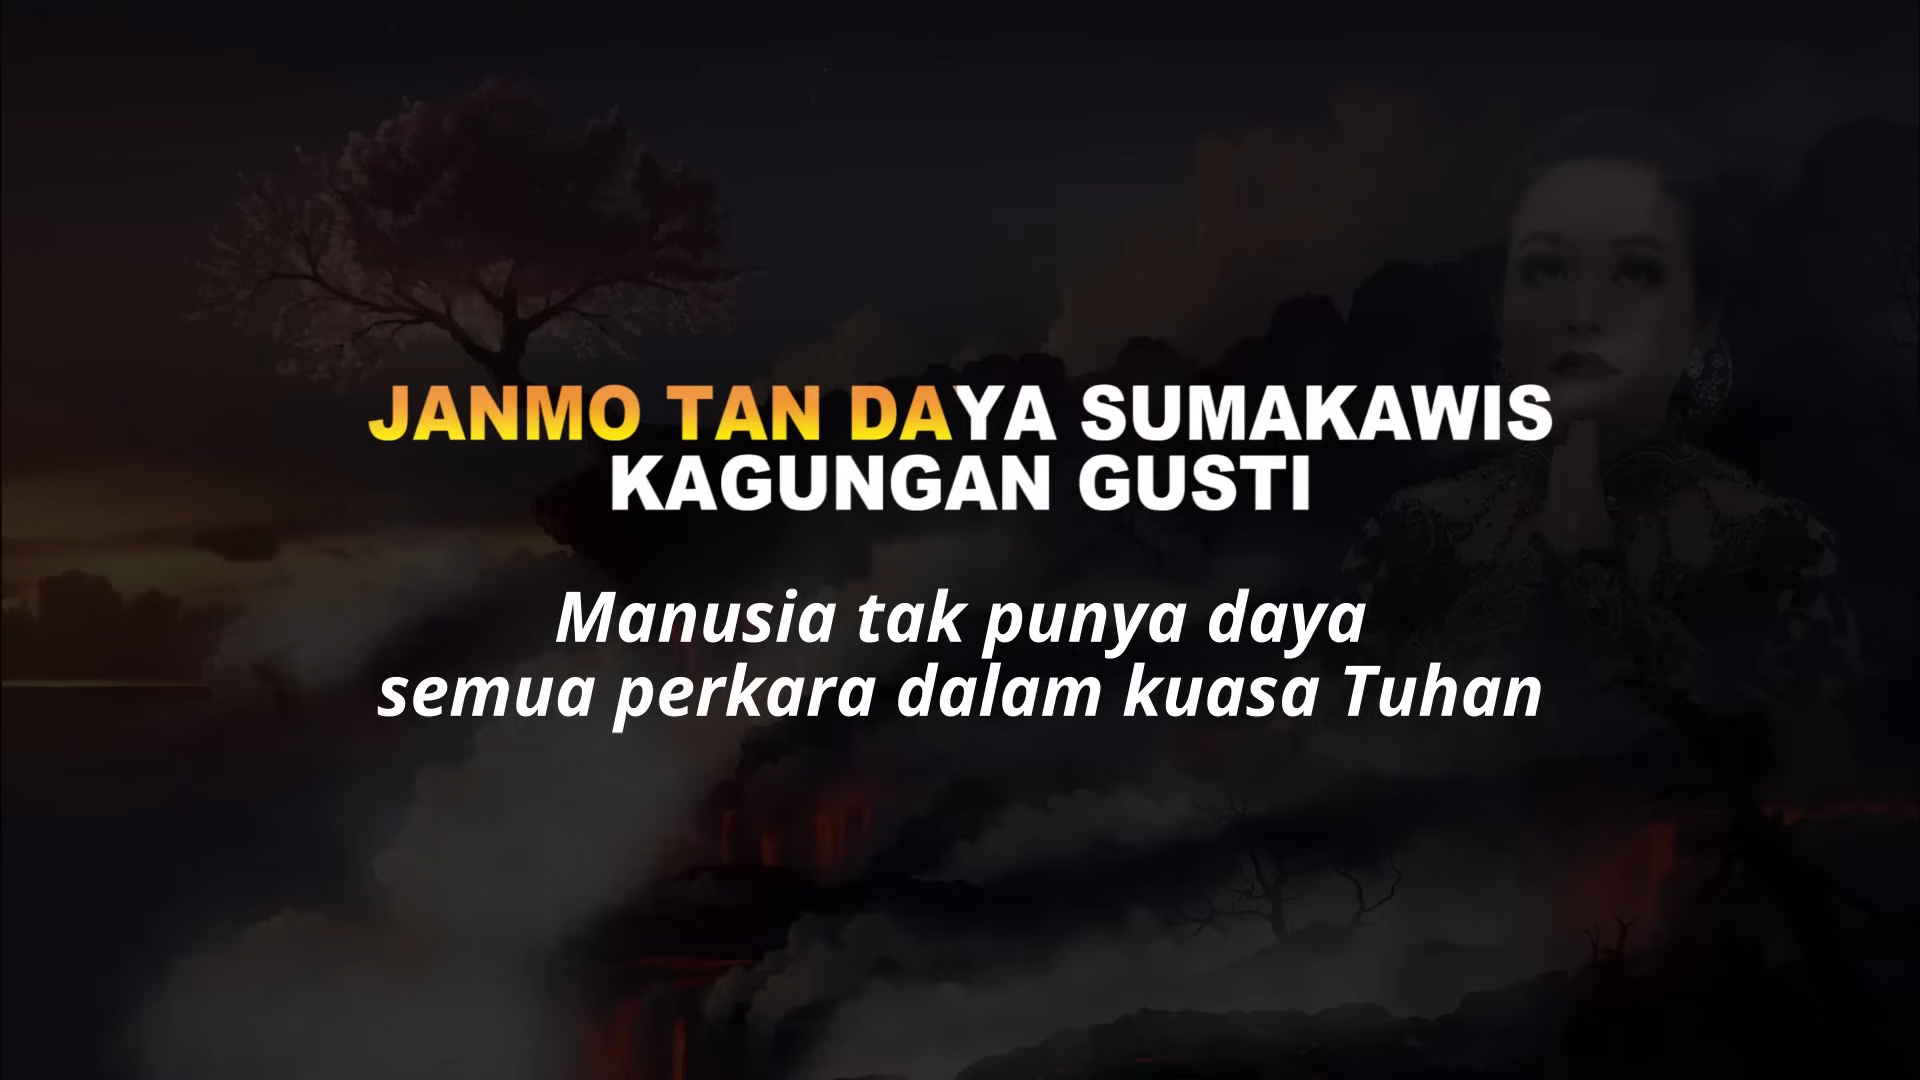 JANMO TAN DAYA SUMAKAWIS
KAGUNGAN GUSTI
Manusia tak punya daya
semua perkara dalam kuasa Tuhan